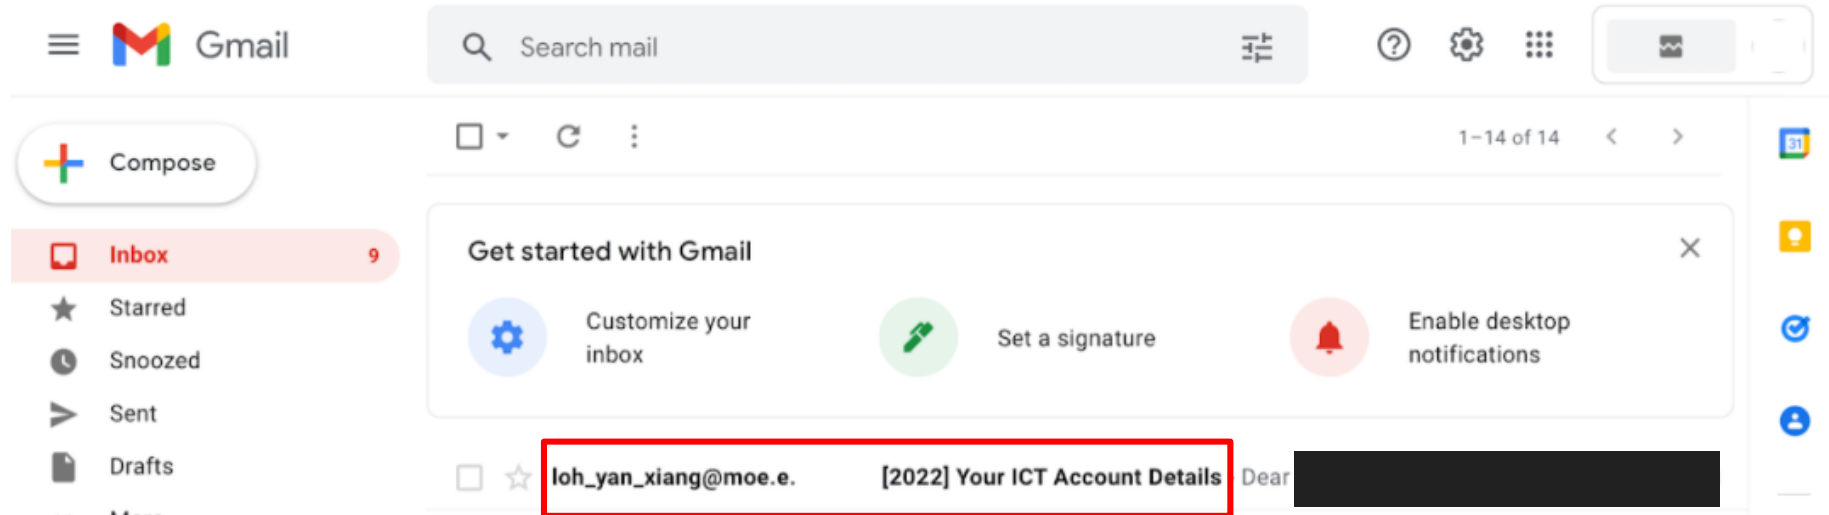 Gmail
Search mail
Compose
1–14 of 14
31
Inbox 9
Get started with Gmail
Starred
Customize your
inbox
Set a signature
Enable desktop
notifications
Snoozed
Sent
Drafts
loh_yan_xiang@moe.e. [2022] Your ICT Account Details Dear